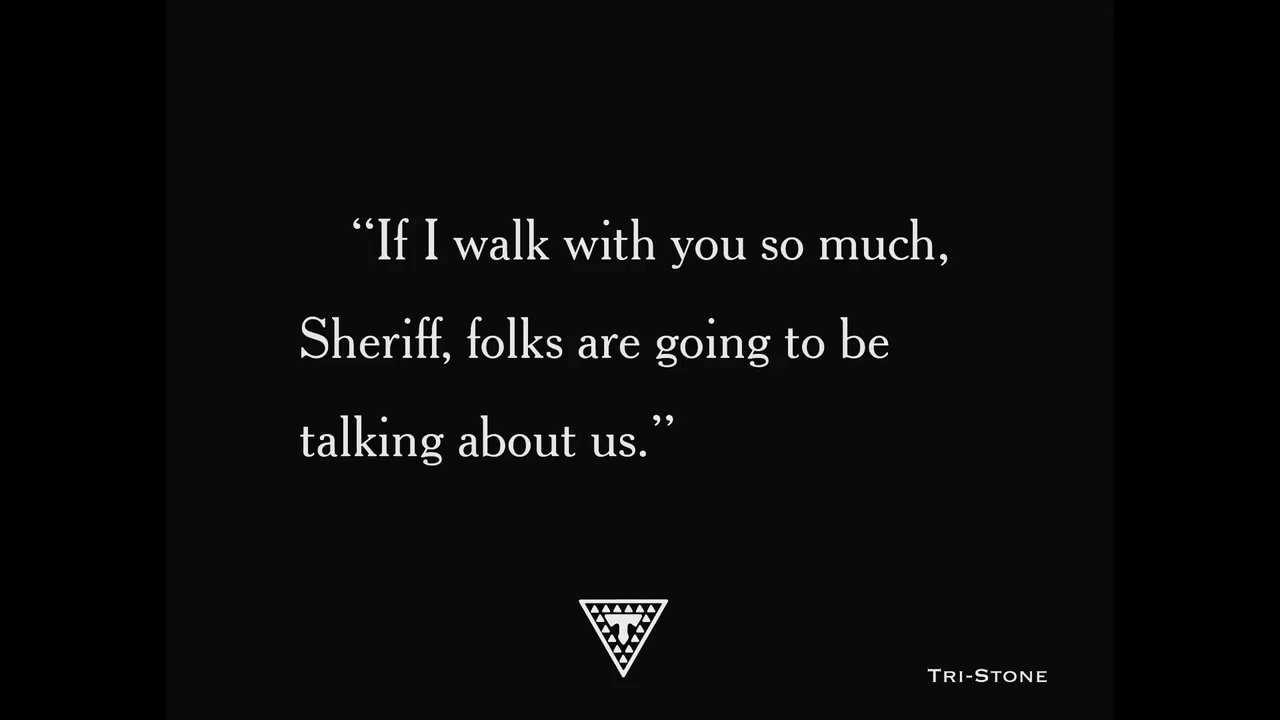 “If I walk with you so much,
Sheriff, folks are going to be
talking about us.”
T
Tri-Stone